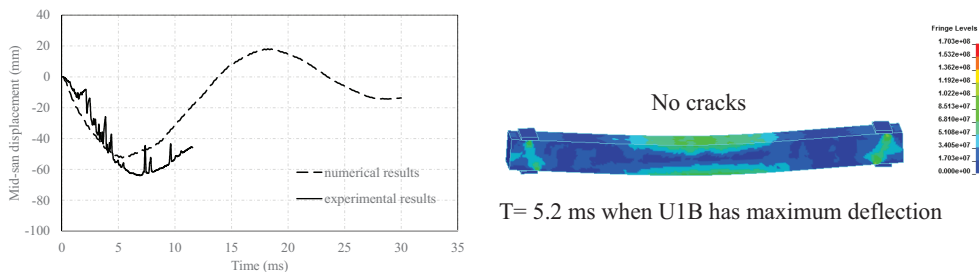 40
20
0
-20
-40
-60
-80
-100
Mid-san displacement (mm)
numerical results
experimental results
0 5 10 15 20 25 30 35
Time (ms)
No cracks
T= 5.2 ms when U1B has maximum deflection
Fringe Levels
1.703e+08
1.532e+08
1.362e+08
1.192e+08
1.022e+08
8.513e+07
6.810e+07
5.108e+07
3.405e+07
1.703e+07
0.000e+00